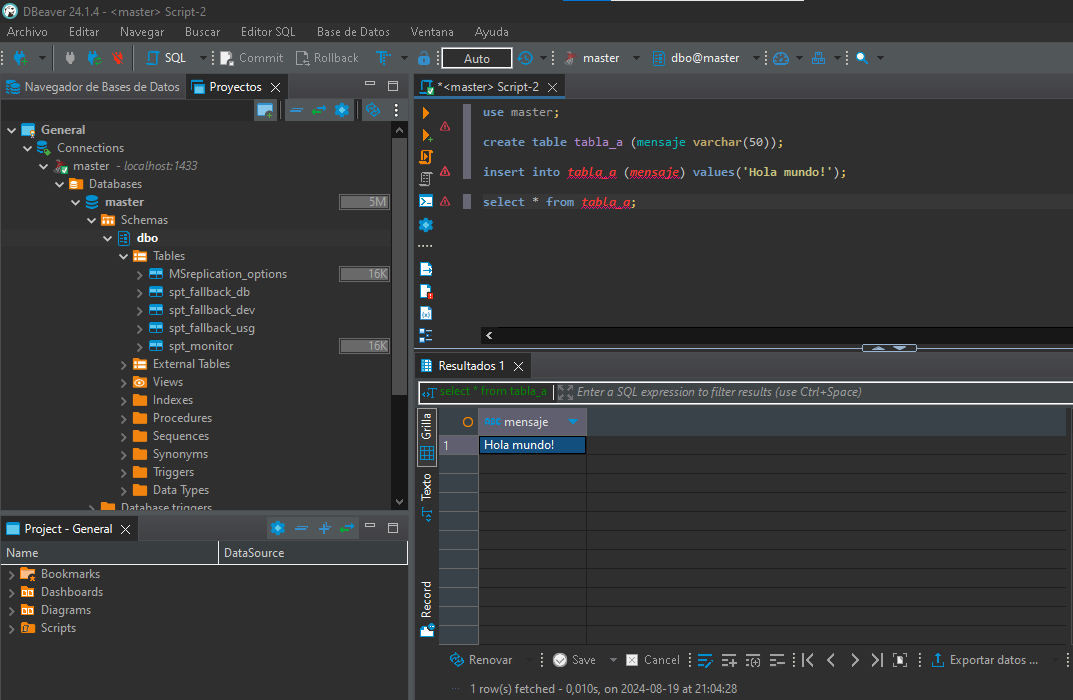 DBeaver 24.1.4 - <master> Script-2
Archivo Editar Navegar Buscar Editor SQL Base de Datos Ventana Ayuda
SQL Commit Rollback Auto master dbo@master
Navegador de Bases de Datos Proyectos
General
Connections
master - localhost:1433
Databases
master 5M
Schemas
dbo
Tables
MSreplication_options 16K
spt_fallback_db
spt_fallback_dev
spt_fallback_usg
spt_monitor 16K
External Tables
Views
Indexes
Procedures
Sequences
Synonyms
Triggers
Data Types
Database triggers
Project - General
Name DataSource
Bookmarks
Dashboards
Diagrams
Scripts
*<master> Script-2
use master;
create table tabla_a (mensaje varchar(50));
insert into tabla_a (mensaje) values('Hola mundo!');
select * from tabla_a;
Resultados 1
select * from tabla_a Enter a SQL expression to filter results (use Ctrl+Space)
Grilla
Texto
Record
mensaje
1 Hola mundo!
Renovar Save Cancel Exportar datos ...
1 row(s) fetched - 0,010s, on 2024-08-19 at 21:04:28